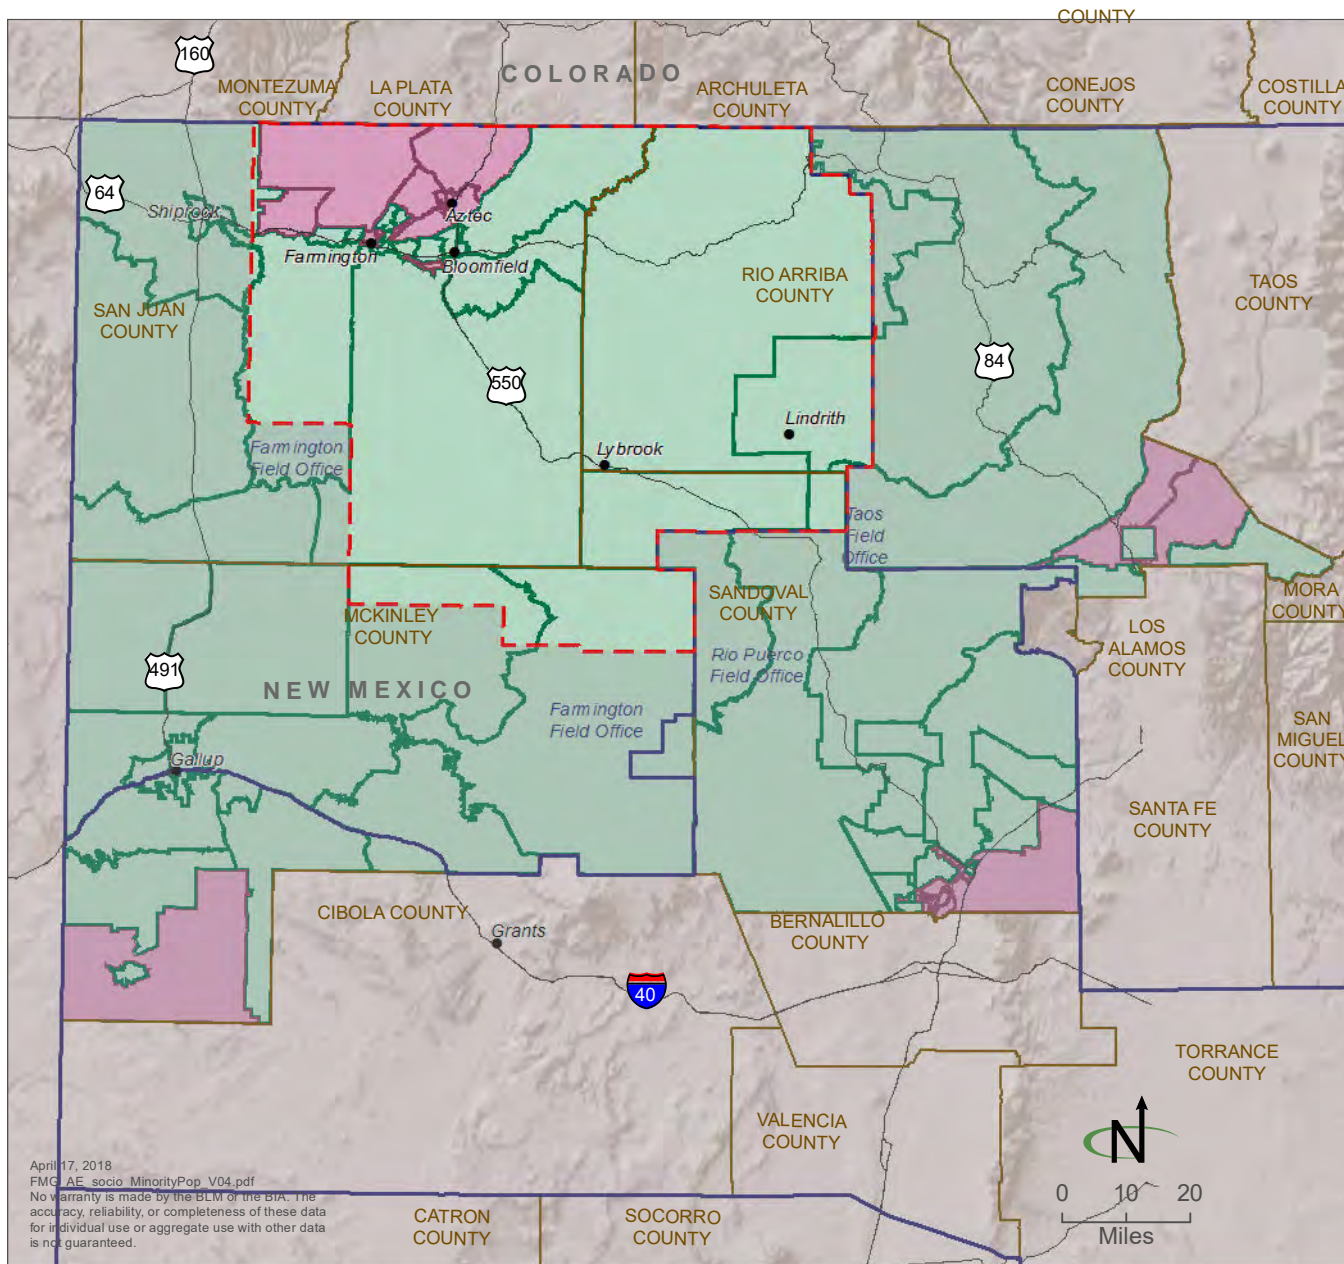 COUNTY
160
COLORADO
MONTEZUMA
COUNTY
LA PLATA
COUNTY
ARCHULETA
COUNTY
CONEJOS
COUNTY
COSTILLA
COUNTY
64
Shiprock
Aztec
Farmington
Bloomfield
RIO ARRIBA
COUNTY
TAOS
COUNTY
SAN JUAN
COUNTY
84
550
Lindrith
Lybrook
Farmington
Field Office
Taos
Field
Office
MCKINLEY
COUNTY
SANDOVAL
COUNTY
MORA
COUNTY
LOS
ALAMOS
COUNTY
Rio Puerco
Field Office
491
NEW MEXICO
Farmington
Field Office
SAN
MIGUEL
COUNTY
Gallup
SANTA FE
COUNTY
CIBOLA COUNTY
Grants
BERNALILLO
COUNTY
40
TORRANCE
COUNTY
VALENCIA
COUNTY
N
April 17, 2018
FMG_AE_socio_MinorityPop_V04.pdf
No warranty is made by the BLM or the BIA. The
accuracy, reliability, or completeness of these data
for individual use or aggregate use with other data
is not guaranteed.
0 10 20
Miles
CATRON
COUNTY
SOCORRO
COUNTY